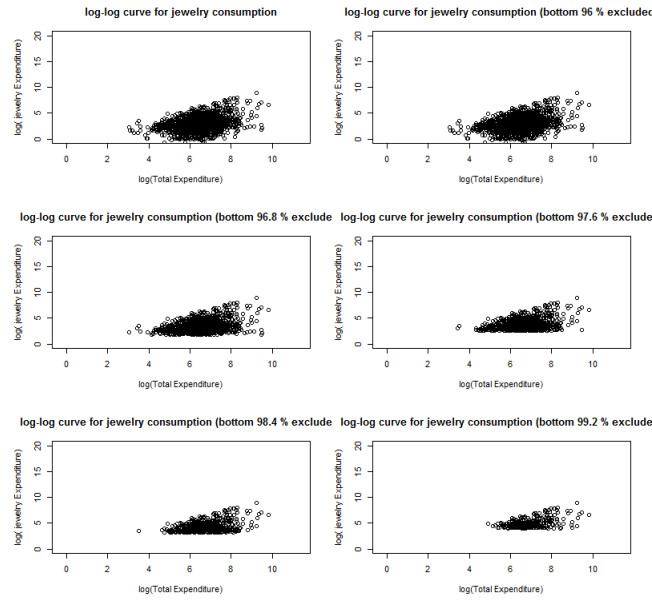 log-log curve for jewelry consumption
log( jewelry Expenditure)
20
15
10
5
0
0 2 4 6 8 10
log(Total Expenditure)
log-log curve for jewelry consumption (bottom 96 % excluded
log( jewelry Expenditure)
20
15
10
5
0
0 2 4 6 8 10
log(Total Expenditure)
log-log curve for jewelry consumption (bottom 96.8 % exclude
log( jewelry Expenditure)
20
15
10
5
0
0 2 4 6 8 10
log(Total Expenditure)
log-log curve for jewelry consumption (bottom 97.6 % exclude
log( jewelry Expenditure)
20
15
10
5
0
0 2 4 6 8 10
log(Total Expenditure)
log-log curve for jewelry consumption (bottom 98.4 % exclude
log( jewelry Expenditure)
20
15
10
5
0
0 2 4 6 8 10
log(Total Expenditure)
log-log curve for jewelry consumption (bottom 99.2 % exclude
log( jewelry Expenditure)
20
15
10
5
0
0 2 4 6 8 10
log(Total Expenditure)